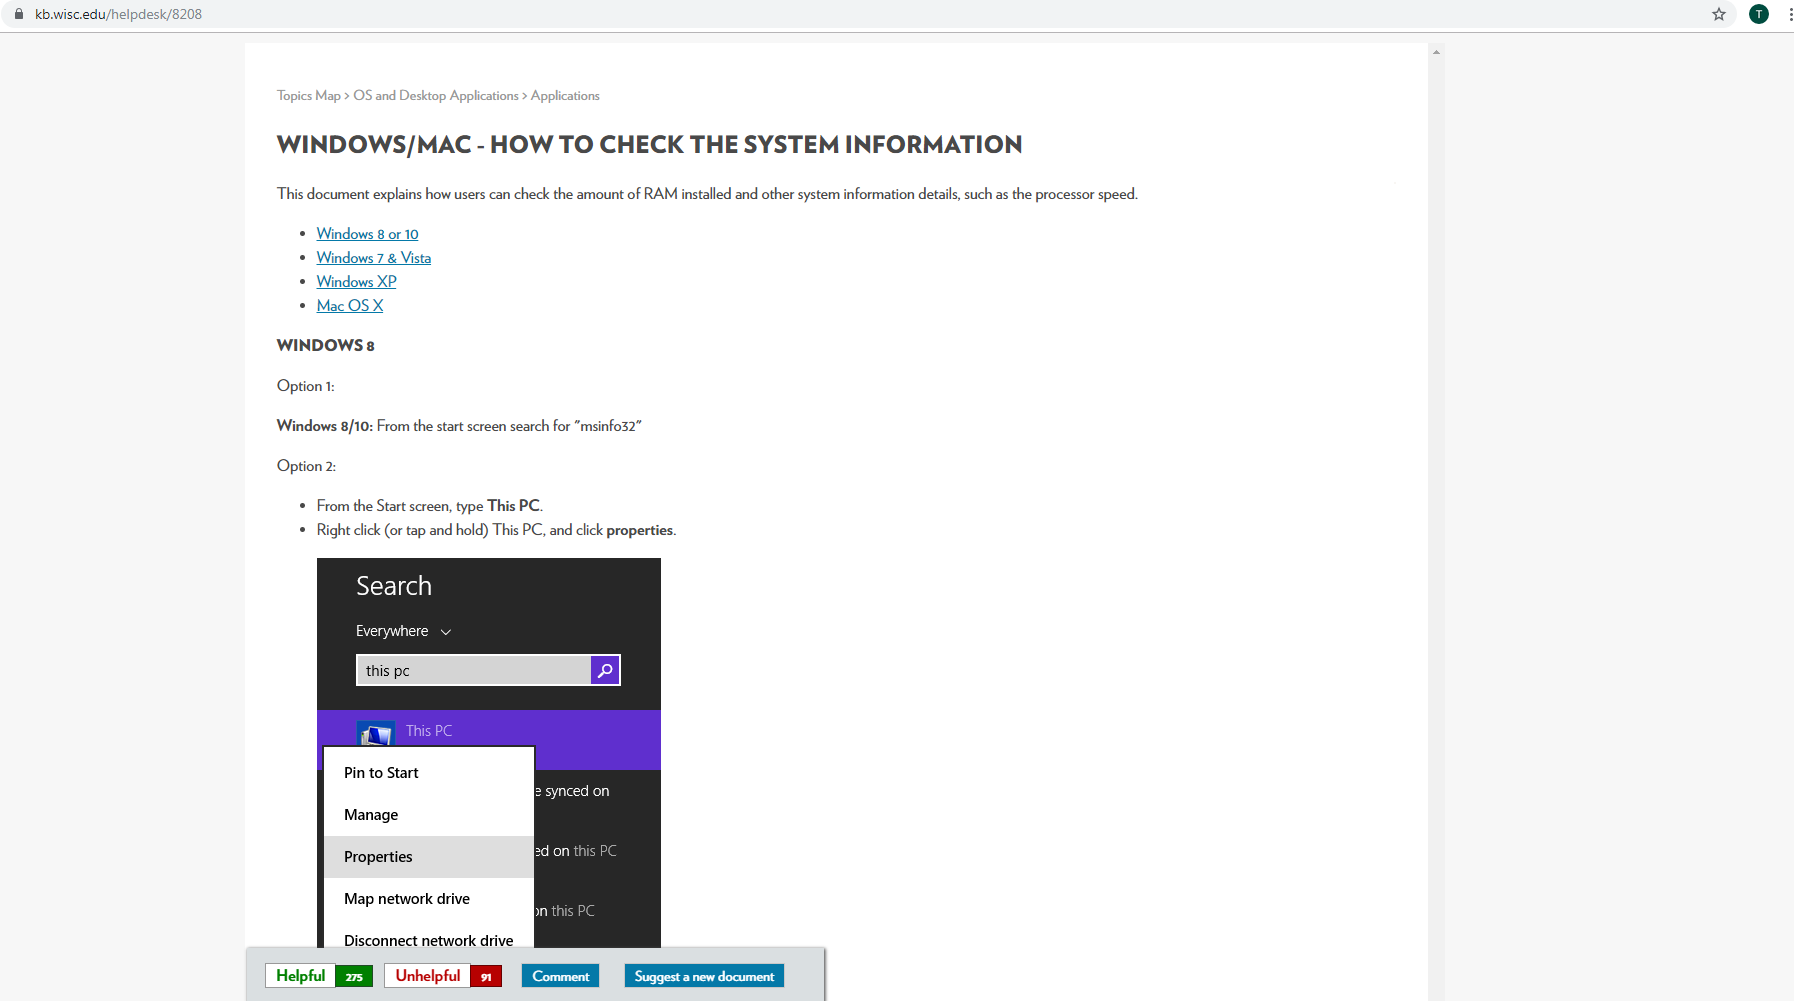 kb.wisc.edu/helpdesk/8208
T
Topics Map > OS and Desktop Applications > Applications
WINDOWS/MAC - HOW TO CHECK THE SYSTEM INFORMATION
This document explains how users can check the amount of RAM installed and other system information details, such as the processor speed.
• Windows 8 or 10
• Windows 7 & Vista
• Windows XP
• Mac OS X
WINDOWS 8
Option 1:
Windows 8/10: From the start screen search for "msinfo32"
Option 2:
• From the Start screen, type This PC.
• Right click (or tap and hold) This PC, and click properties.
Search
Everywhere
this pc
This PC
Pin to Start
e synced on
Manage
ed on this PC
Properties
Map network drive
on this PC
Disconnect network drive
Helpful 275 Unhelpful 91 Comment Suggest a new document